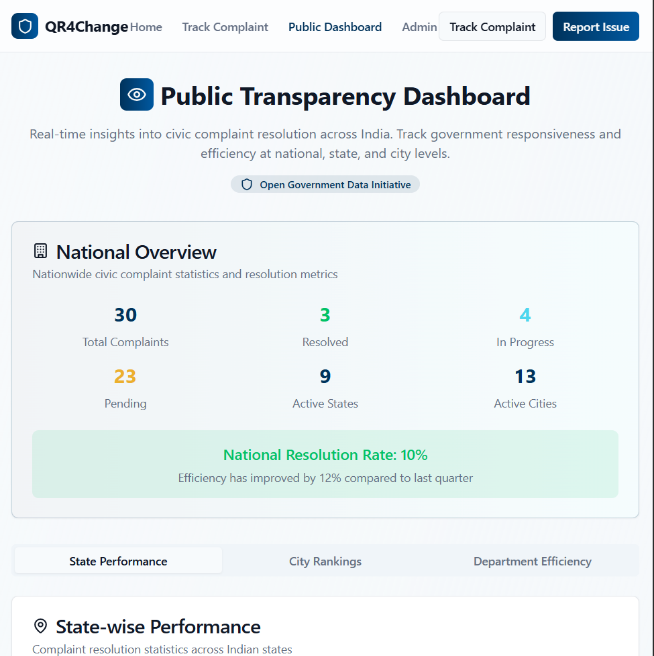 QR4Change Home Track Complaint Public Dashboard Admin Track Complaint Report Issue
Public Transparency Dashboard
Real-time insights into civic complaint resolution across India. Track government responsiveness and
efficiency at national, state, and city levels.
Open Government Data Initiative
National Overview
Nationwide civic complaint statistics and resolution metrics
30 3 4
Total Complaints Resolved In Progress
23 9 13
Pending Active States Active Cities
National Resolution Rate: 10%
Efficiency has improved by 12% compared to last quarter
State Performance City Rankings Department Efficiency
State-wise Performance
Complaint resolution statistics across Indian states